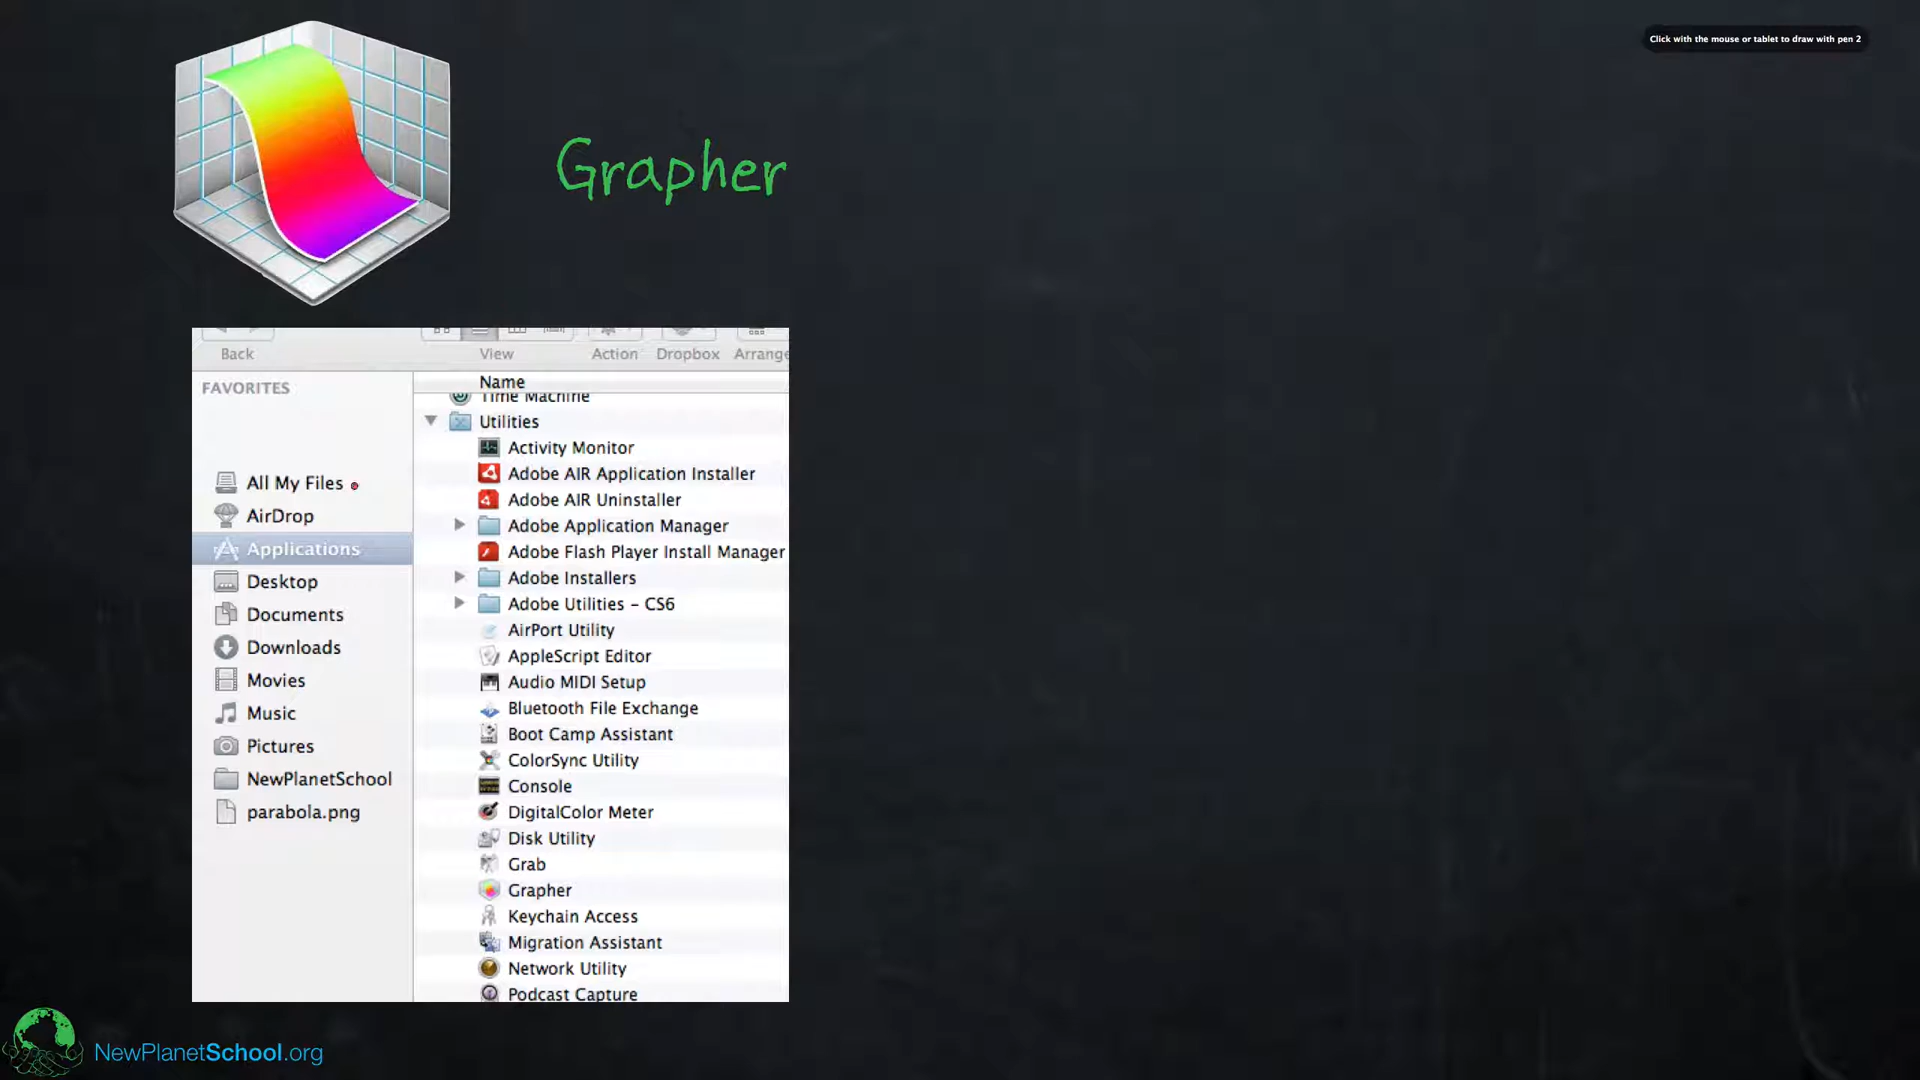 Click with the mouse or tablet to draw with pen 2
Grapher
Back
View
Action
Dropbox
Arrange
FAVORITES
All My Files
AirDrop
Applications
Desktop
Documents
Downloads
Movies
Music
Pictures
NewPlanetSchool
parabola.png
Name
Time Machine
Utilities
Activity Monitor
Adobe AIR Application Installer
Adobe AIR Uninstaller
Adobe Application Manager
Adobe Flash Player Install Manager
Adobe Installers
Adobe Utilities – CS6
AirPort Utility
AppleScript Editor
Audio MIDI Setup
Bluetooth File Exchange
Boot Camp Assistant
ColorSync Utility
Console
DigitalColor Meter
Disk Utility
Grab
Grapher
Keychain Access
Migration Assistant
Network Utility
Podcast Capture
NewPlanetSchool.org